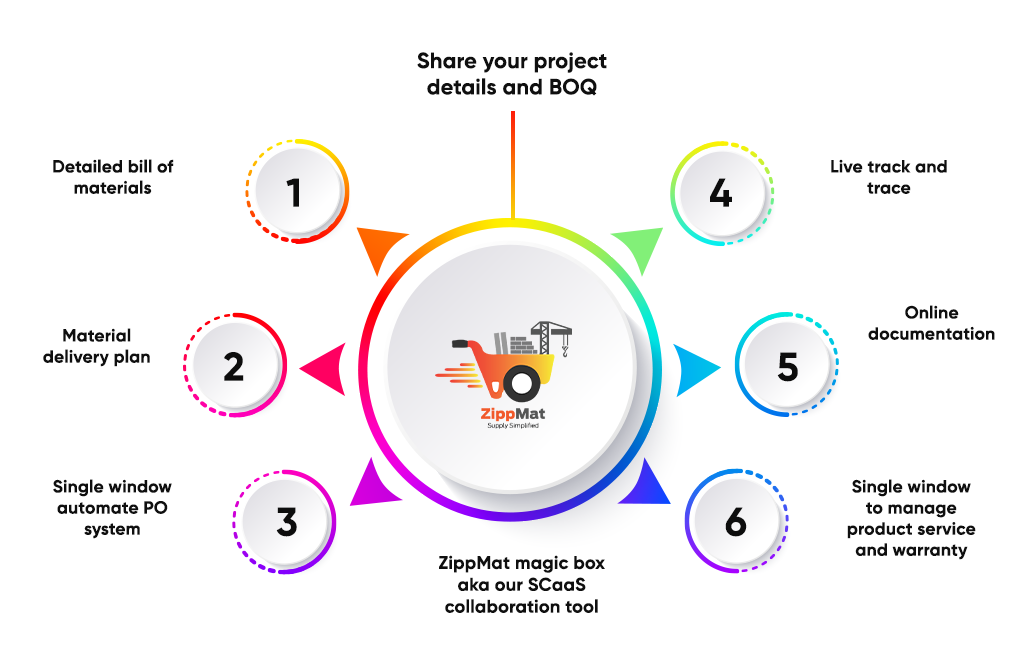 Share your project
details and BOQ
Detailed bill of
materials
1
4
Live track and
trace
Material
delivery plan
2
ZippMat
Supply Simplified
5
Online
documentation
Single window
automate PO
system
3
6
Single window
to manage
product service
and warranty
ZippMat magic box
aka our SCaaS
collaboration tool